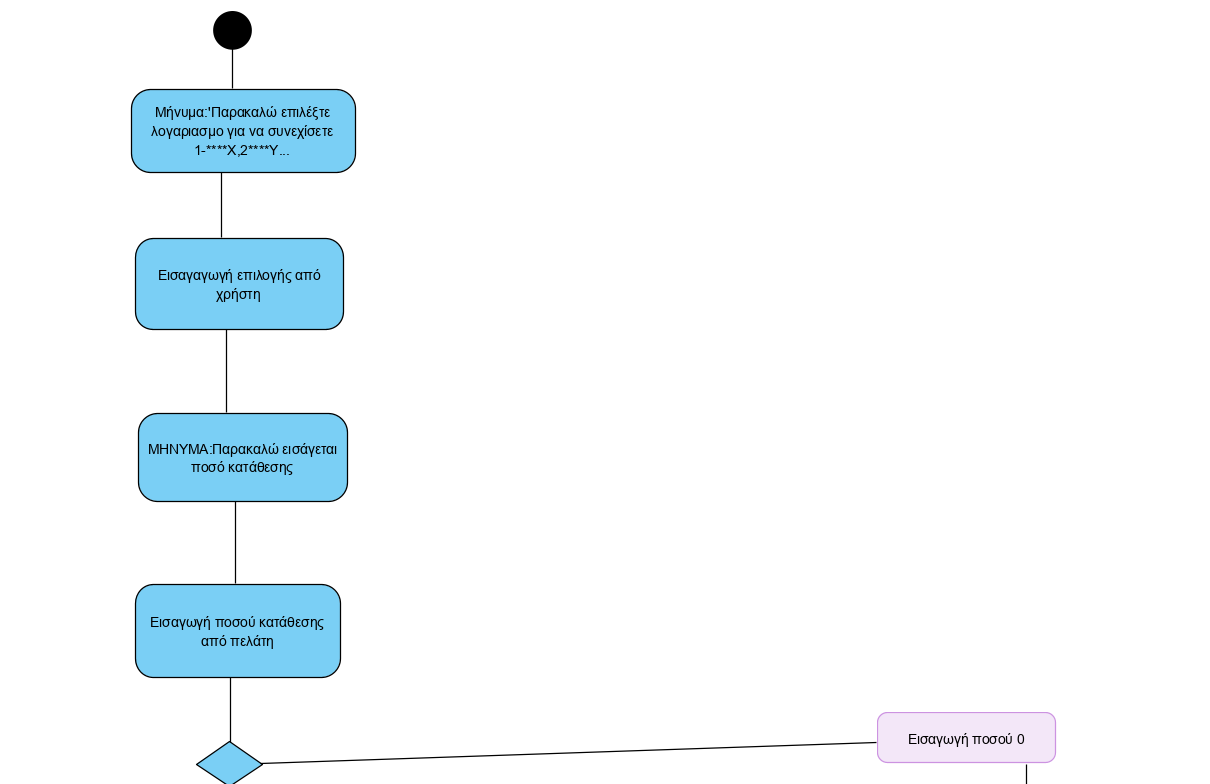 Μήνυμα:'Παρακαλώ επιλέξτε
λογαριασμο για να συνεχίσετε
1-****Χ,2****Υ...
Εισαγαγωγή επιλογής από
χρήστη
ΜΗΝΥΜΑ:Παρακαλώ εισάγεται
ποσό κατάθεσης
Εισαγωγή ποσού κατάθεσης
από πελάτη
Εισαγωγή ποσού 0